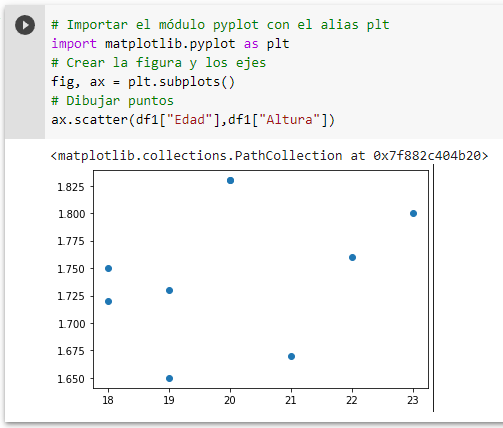 # Importar el módulo pyplot con el alias plt
import matplotlib.pyplot as plt
# Crear la figura y los ejes
fig, ax = plt.subplots()
# Dibujar puntos
ax.scatter(df1["Edad"],df1["Altura"])
<matplotlib.collections.PathCollection at 0x7f882c404b20>
1.825
1.800
1.775
1.750
1.725
1.700
1.675
1.650
18 19 20 21 22 23